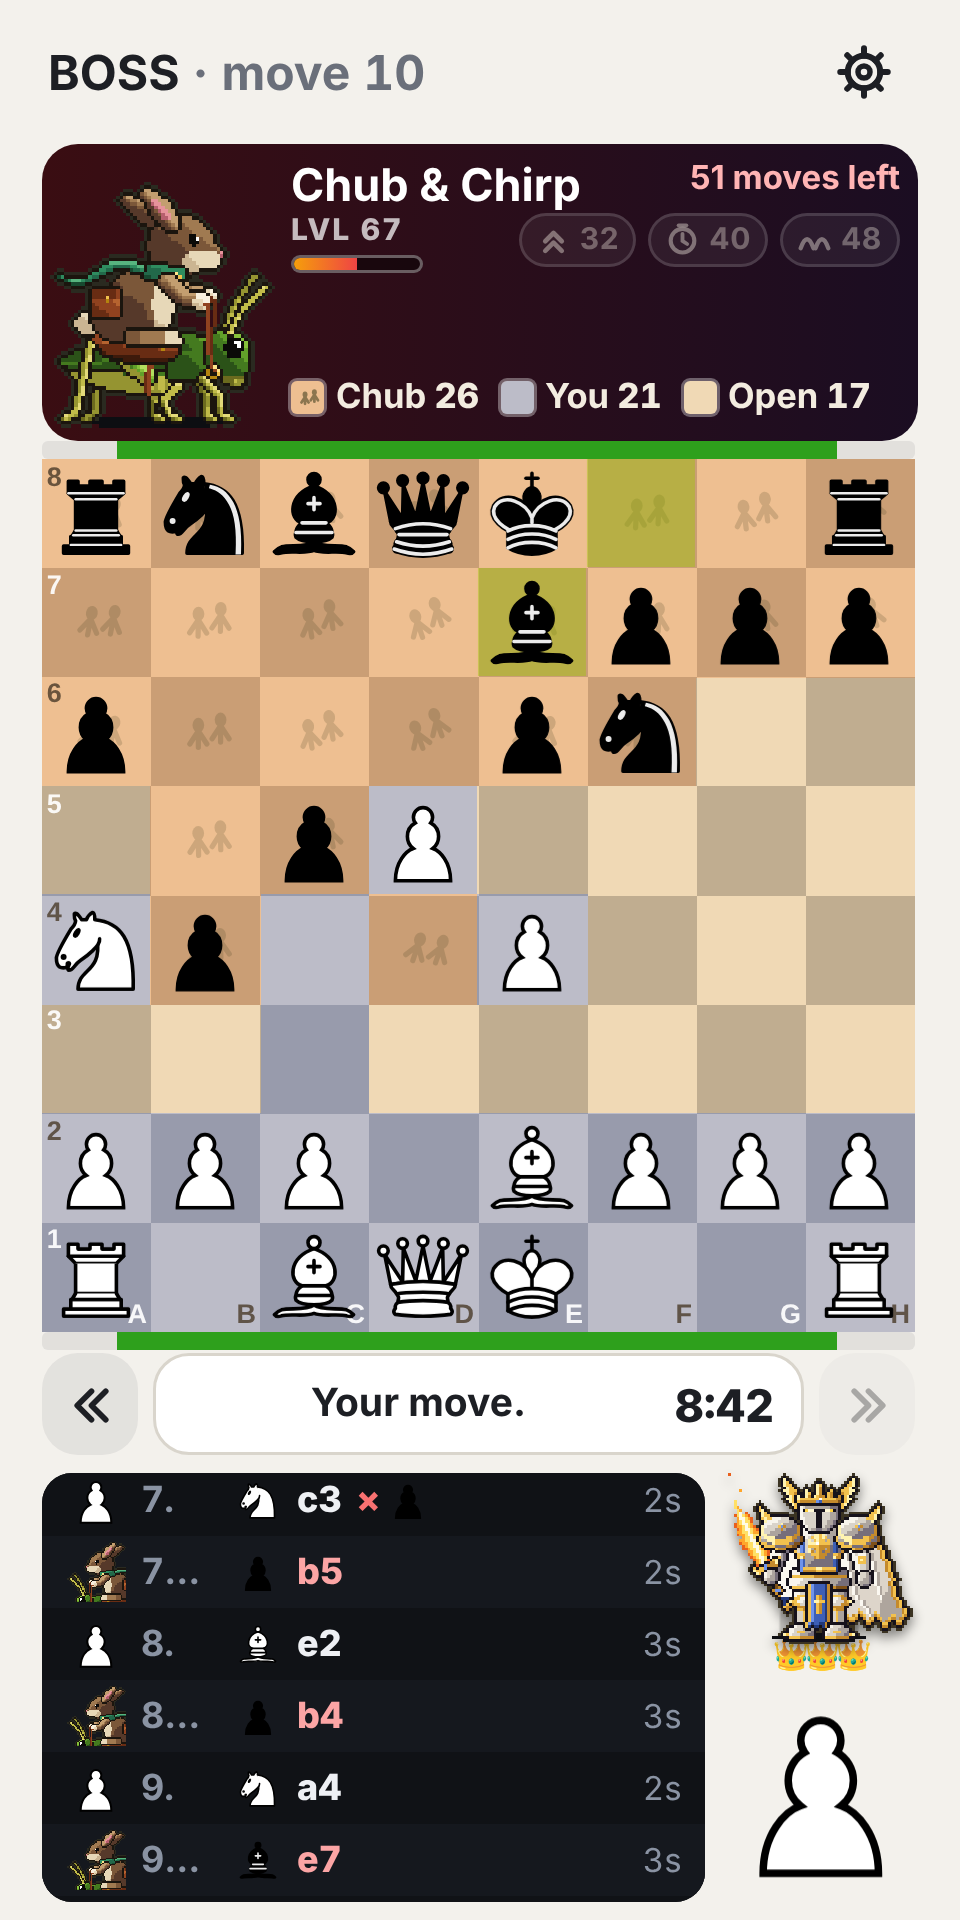 BOSS · move 10
Chub & Chirp
51 moves left
LVL 67
32
40
48
Chub 26
You 21
Open 17
8
7
6
5
4
3
2
1
A B C D E F G H
Your move.
8:42
7. c3 × 2s
7... b5 2s
8. e2 3s
8... b4 3s
9. a4 2s
9... e7 3s